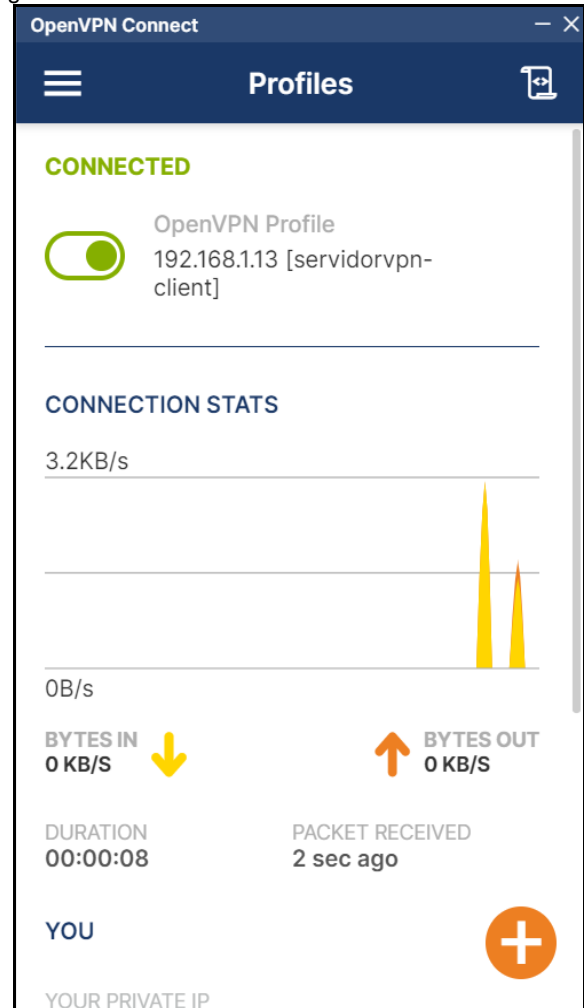 OpenVPN Connect
Profiles
CONNECTED
OpenVPN Profile
192.168.1.13 [servidorvpn-
client]
CONNECTION STATS
3.2KB/s
0B/s
BYTES IN
0 KB/S
BYTES OUT
0 KB/S
DURATION
00:00:08
PACKET RECEIVED
2 sec ago
YOU
YOUR PRIVATE IP